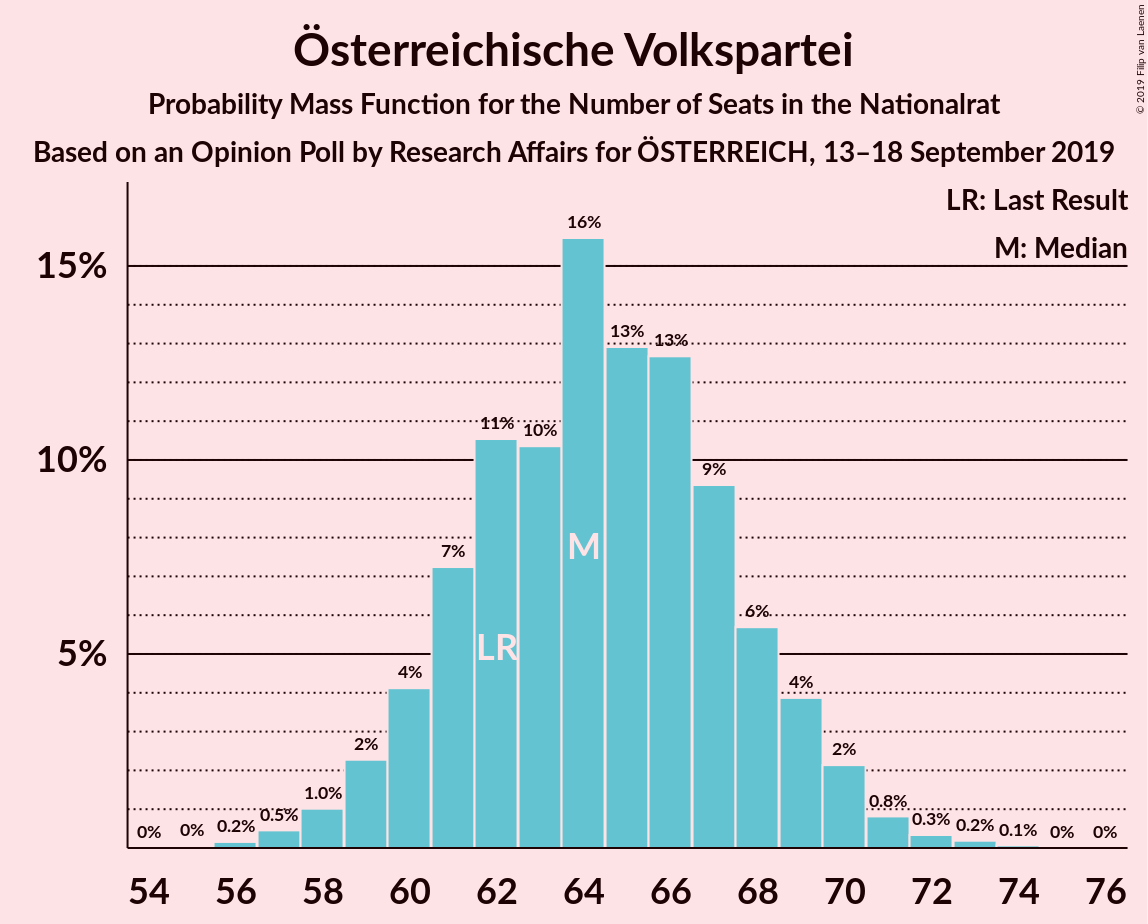 Österreichische Volkspartei
Probability Mass Function for the Number of Seats in the Nationalrat
Based on an Opinion Poll by Research Affairs for ÖSTERREICH, 13–18 September 2019
© 2019 Filip van Laenen
LR: Last Result
M: Median
15%
10%
5%
0%
0%
0.2%
0.5%
1.0%
2%
4%
7%
11%
10%
16%
13%
13%
9%
6%
4%
2%
0.8%
0.3%
0.2%
0.1%
0%
0%
LR
M
54 56 58 60 62 64 66 68 70 72 74 76